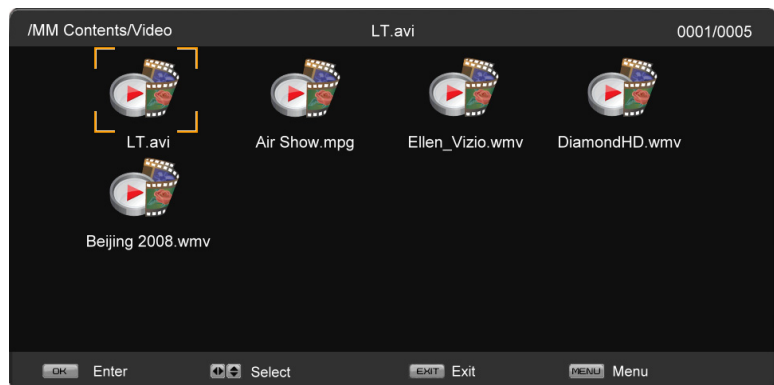 /MM Contents/Video LT.avi 0001/0005
LT.avi Air Show.mpg Ellen_Vizio.wmv DiamondHD.wmv
Beijing 2008.wmv
OK Enter Select EXIT Exit MENU Menu